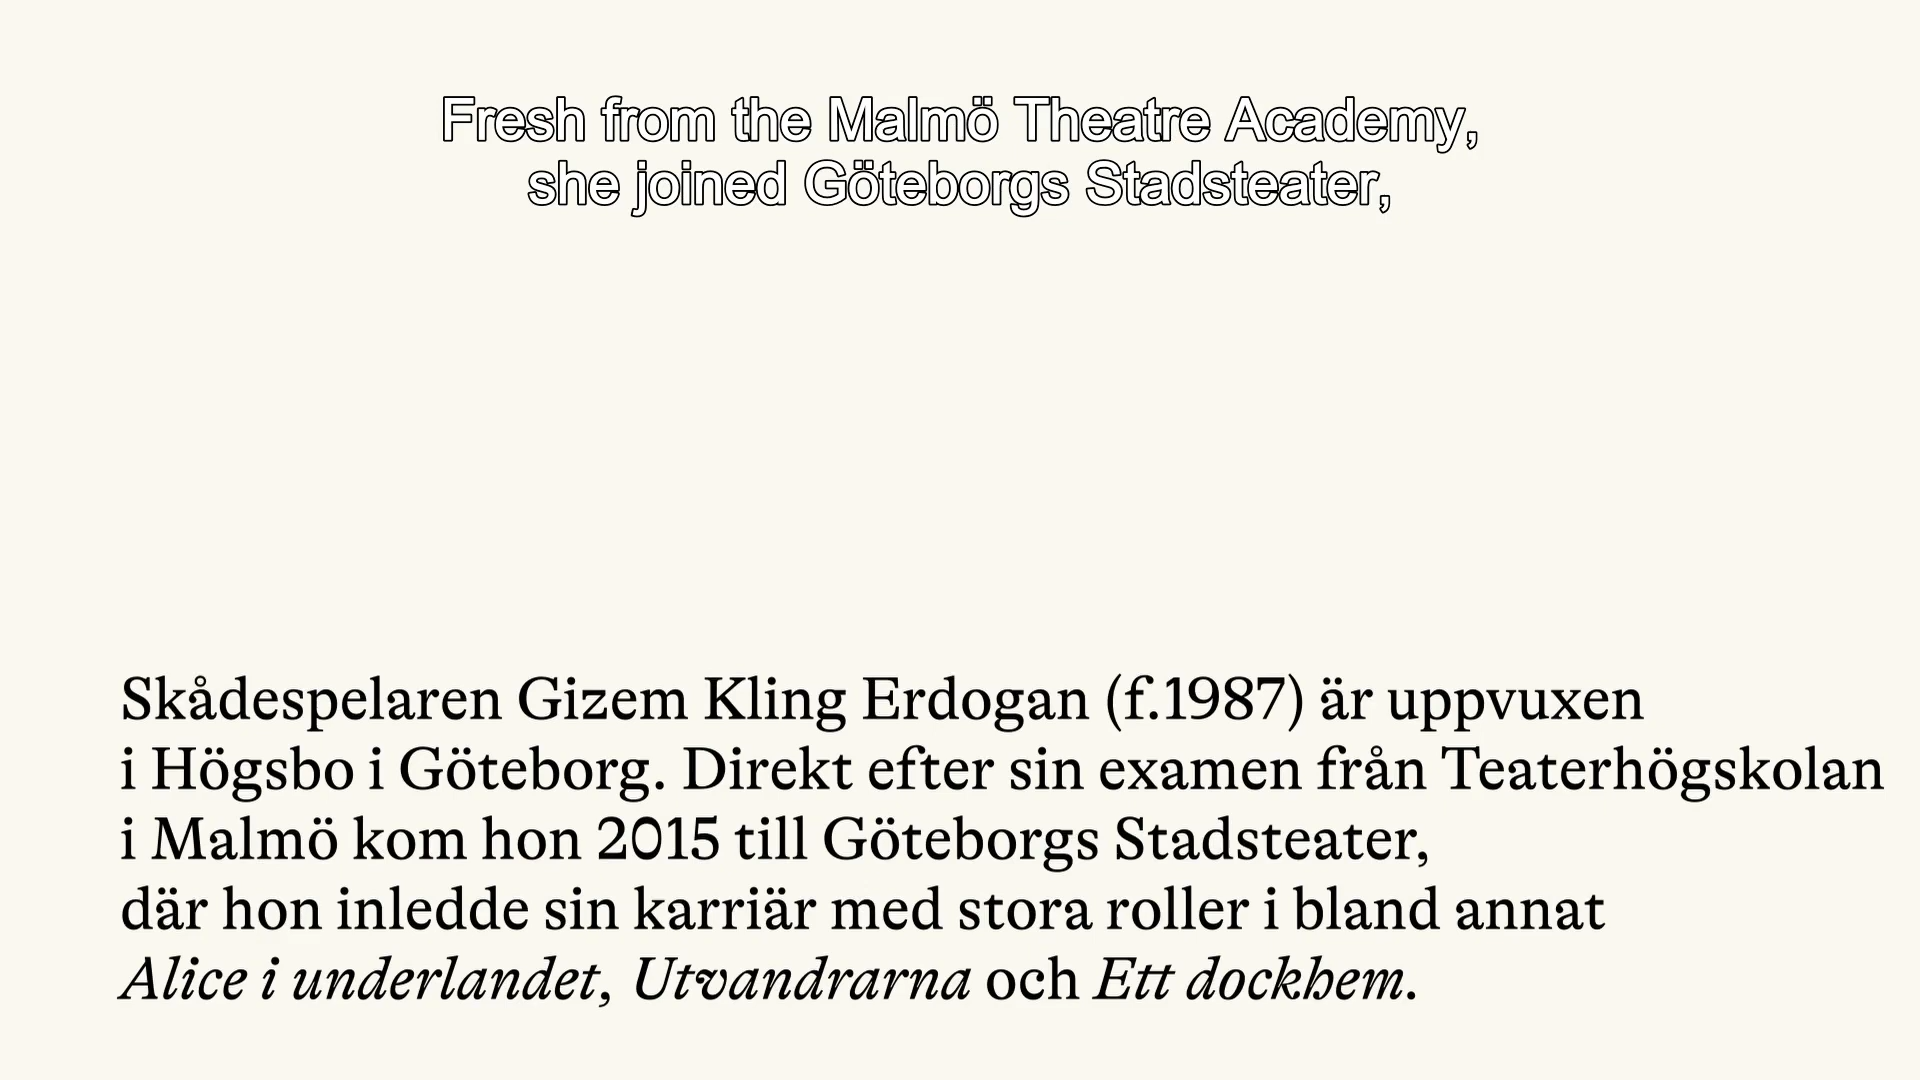 Fresh from the Malmö Theatre Academy,
she joined Göteborgs Stadsteater,
Skådespelaren Gizem Kling Erdogan (f.1987) är uppvuxen
i Högsbo i Göteborg. Direkt efter sin examen från Teaterhögskolan
i Malmö kom hon 2015 till Göteborgs Stadsteater,
där hon inledde sin karriär med stora roller i bland annat
Alice i underlandet, Utvandrarna och Ett dockhem.